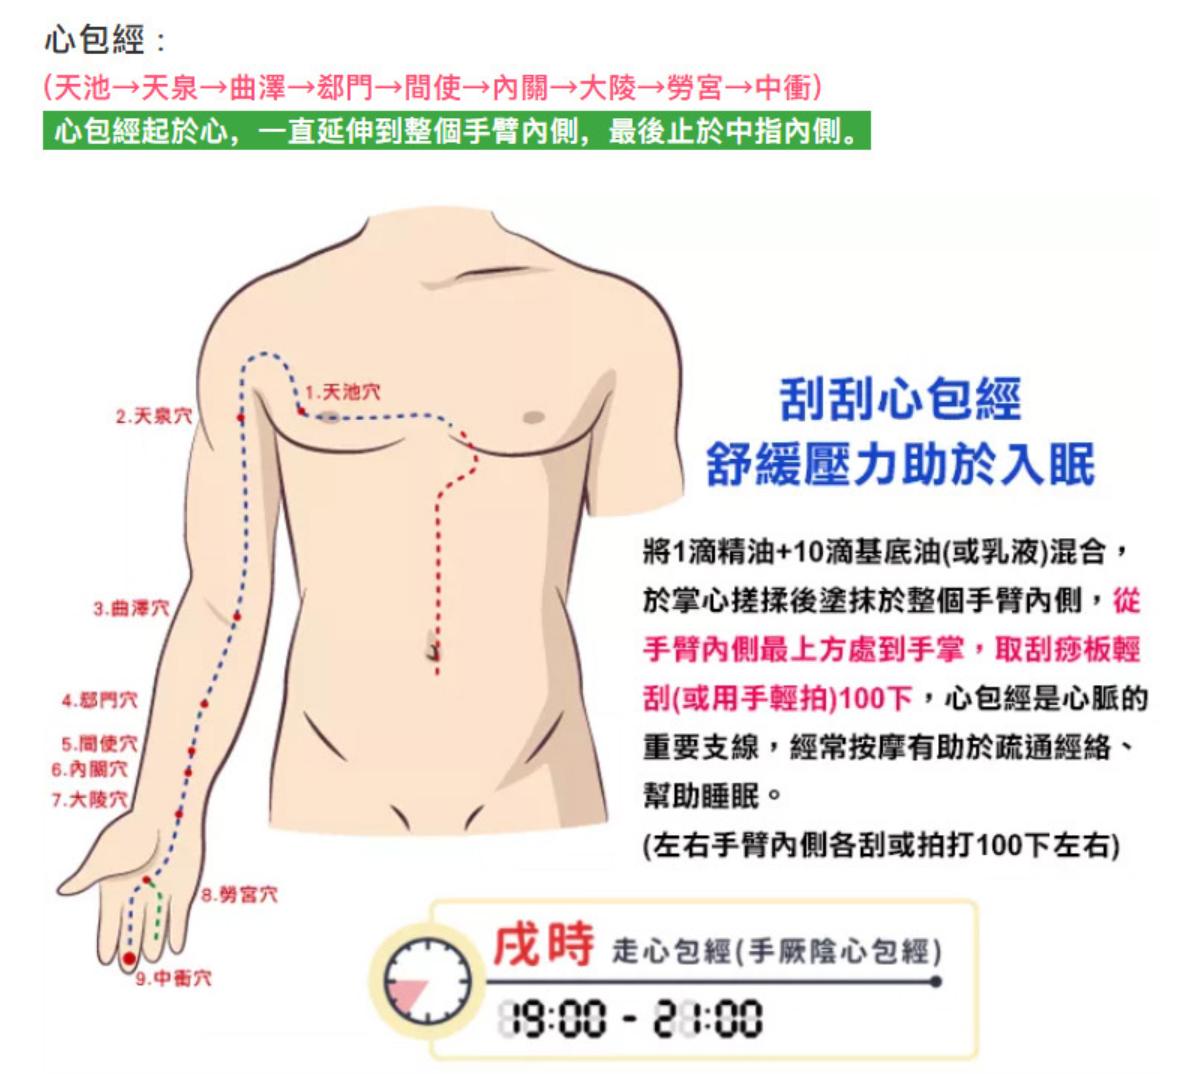 心包經：
(天池→天泉→曲澤→郄門→間使→內關→大陵→勞宮→中衝)
心包經起於心，一直延伸到整個手臂內側，最後止於中指內側。
1.天池穴
2.天泉穴
刮刮心包經
舒緩壓力助於入眠
將1滴精油+10滴基底油(或乳液)混合，
於掌心搓揉後塗抹於整個手臂內側，從
手臂內側最上方處到手掌，取刮痧板輕
刮(或用手輕拍)100下，心包經是心脈的
重要支線，經常按摩有助於疏通經絡、
幫助睡眠。
(左右手臂內側各刮或拍打100下左右)
3.曲澤穴
4.郄門穴
5.間使穴
6.內關穴
7.大陵穴
8.勞宮穴
9.中衝穴
戌時 走心包經(手厥陰心包經)
19:00 - 21:00